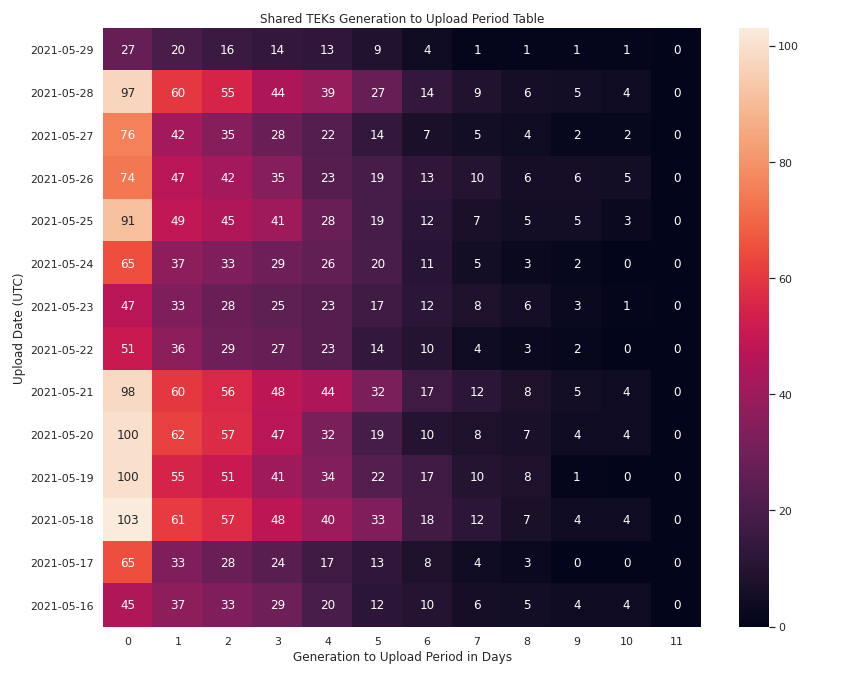 Shared TEKs Generation to Upload Period Table
2021-05-29 27 20 16 14 13 9 4 1 1 1 1 0
2021-05-28 97 60 55 44 39 27 14 9 6 5 4 0
2021-05-27 76 42 35 28 22 14 7 5 4 2 2 0
2021-05-26 74 47 42 35 23 19 13 10 6 6 5 0
2021-05-25 91 49 45 41 28 19 12 7 5 5 3 0
2021-05-24 65 37 33 29 26 20 11 5 3 2 0 0
2021-05-23 47 33 28 25 23 17 12 8 6 3 1 0
2021-05-22 51 36 29 27 23 14 10 4 3 2 0 0
2021-05-21 98 60 56 48 44 32 17 12 8 5 4 0
2021-05-20 100 62 57 47 32 19 10 8 7 4 4 0
2021-05-19 100 55 51 41 34 22 17 10 8 1 0 0
2021-05-18 103 61 57 48 40 33 18 12 7 4 4 0
2021-05-17 65 33 28 24 17 13 8 4 3 0 0 0
2021-05-16 45 37 33 29 20 12 10 6 5 4 4 0
0 1 2 3 4 5 6 7 8 9 10 11
Generation to Upload Period in Days
Upload Date (UTC)
100
80
60
40
20
0